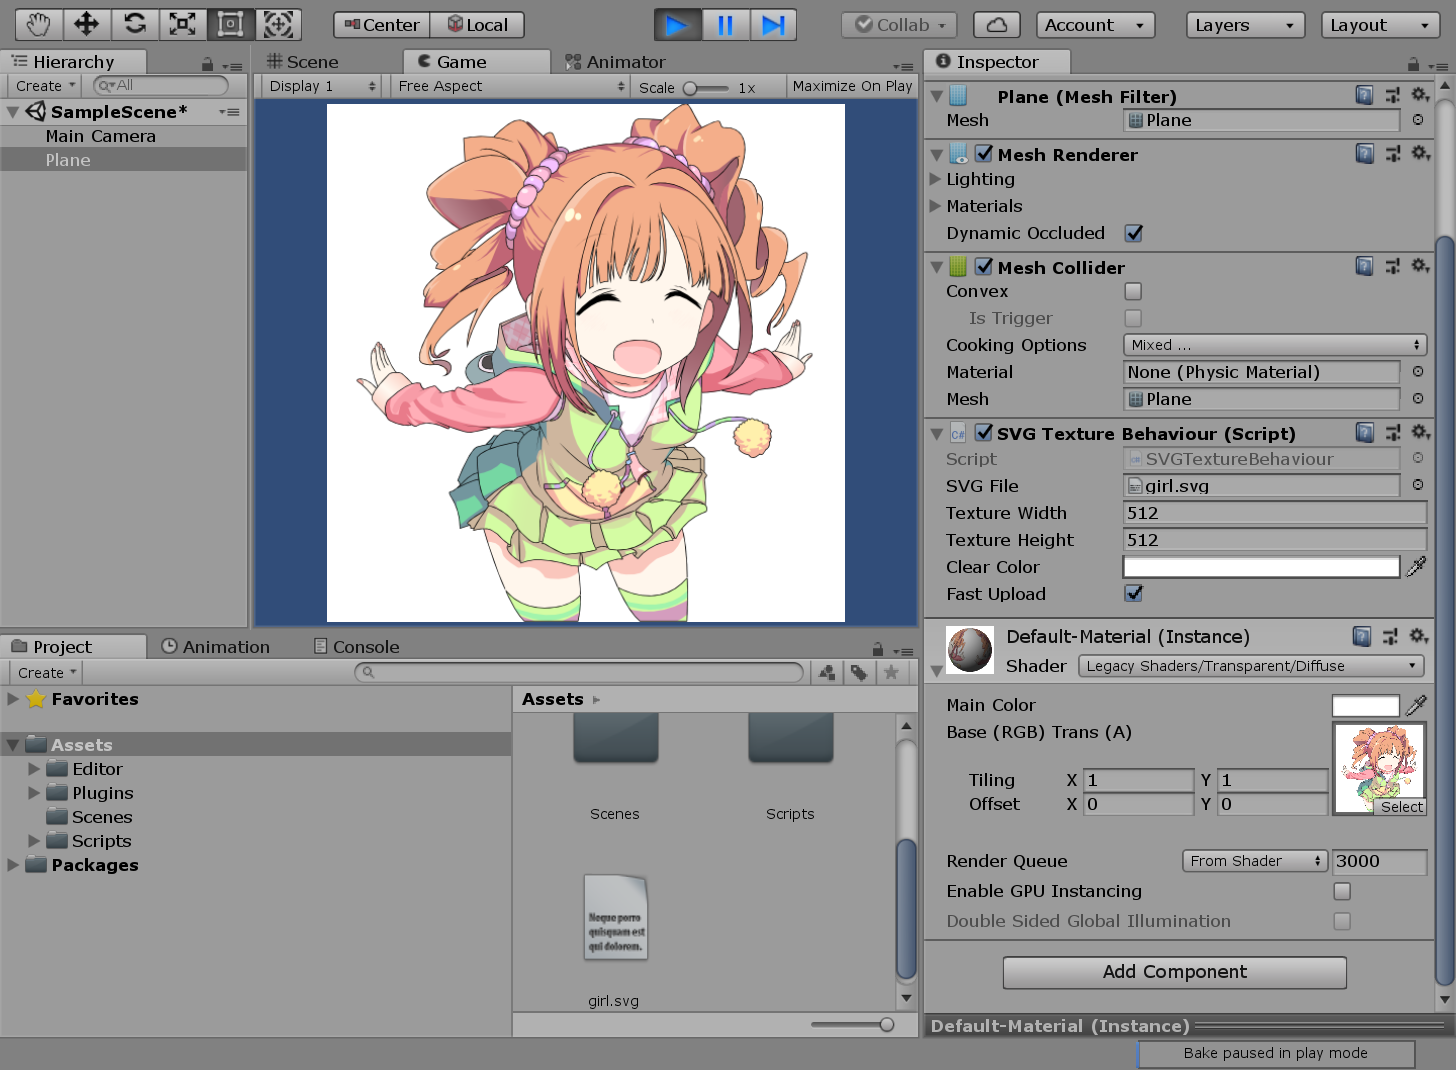 Center Local Collab Account Layers Layout
Hierarchy
Create All
SampleScene*
Main Camera
Plane
Scene Game Animator
Display 1 Free Aspect Scale 1x Maximize On Play
Project Animation Console
Create
Favorites
Assets
Editor
Plugins
Scenes
Scripts
Packages
Assets
Scenes Scripts
Neque porro
quisquam est
qui dolorem.
girl.svg
Inspector
Plane (Mesh Filter)
Mesh Plane
Mesh Renderer
Lighting
Materials
Dynamic Occluded
Mesh Collider
Convex
Is Trigger
Cooking Options Mixed ...
Material None (Physic Material)
Mesh Plane
C# SVG Texture Behaviour (Script)
Script SVGTextureBehaviour
SVG File girl.svg
Texture Width 512
Texture Height 512
Clear Color
Fast Upload
Default-Material (Instance)
Shader Legacy Shaders/Transparent/Diffuse
Main Color
Base (RGB) Trans (A)
Tiling X 1 Y 1
Offset X 0 Y 0
Select
Render Queue From Shader 3000
Enable GPU Instancing
Double Sided Global Illumination
Add Component
Default-Material (Instance)
Bake paused in play mode